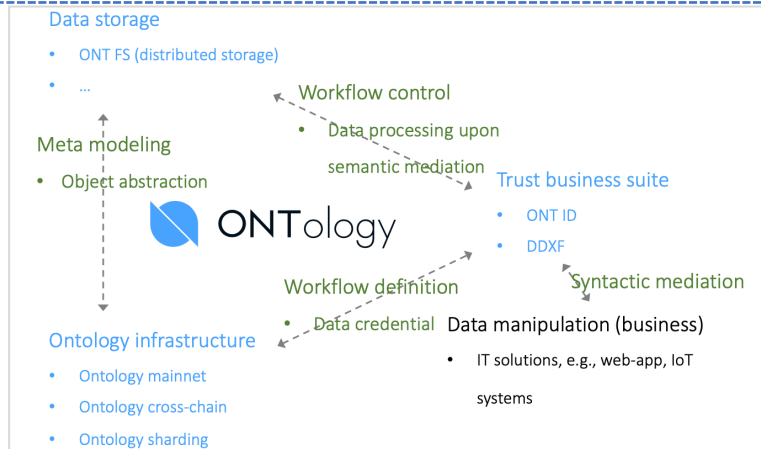 Data storage
• ONT FS (distributed storage)
• ...
Workflow control
• Data processing upon
semantic mediation
Meta modeling
• Object abstraction
Trust business suite
• ONT ID
• DDXF
ONTology
Syntactic mediation
Workflow definition
• Data credential
Data manipulation (business)
• IT solutions, e.g., web-app, IoT
systems
Ontology infrastructure
• Ontology mainnet
• Ontology cross-chain
• Ontology sharding